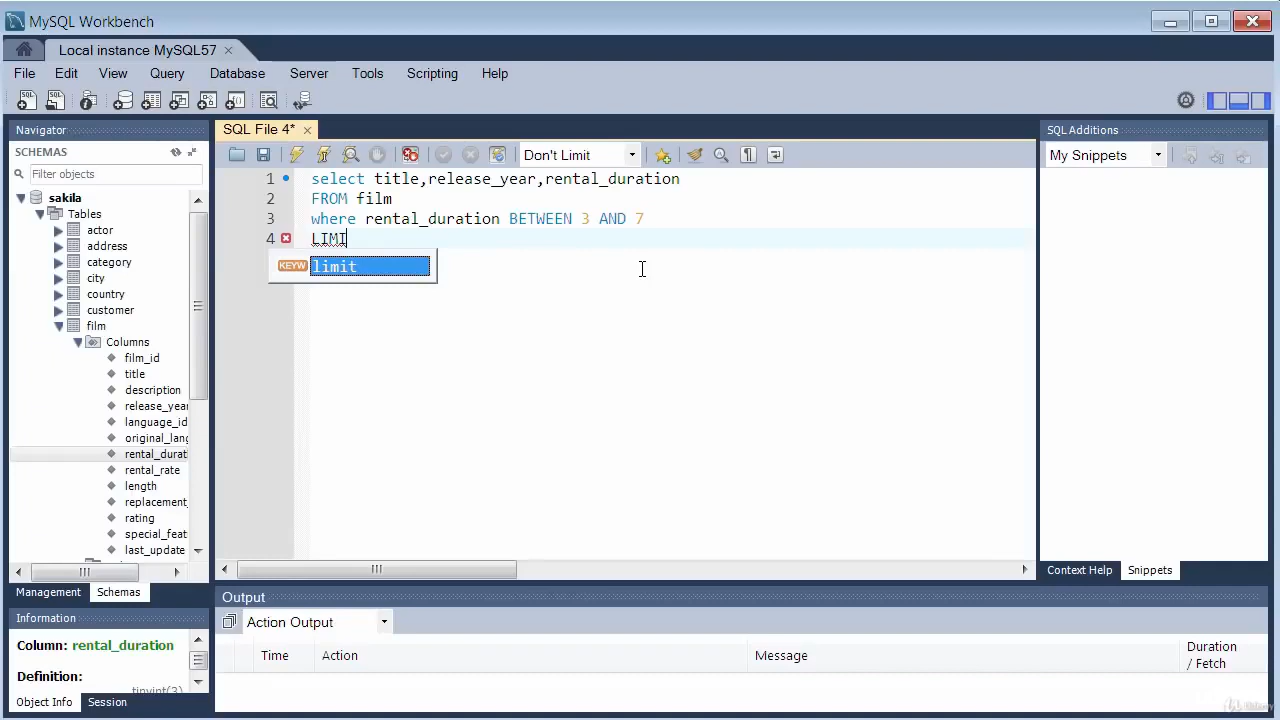 MySQL Workbench
Local instance MySQL57
File Edit View Query Database Server Tools Scripting Help
Navigator
SCHEMAS
Filter objects
sakila
Tables
actor
address
category
city
country
customer
film
Columns
film_id
title
description
release_year
language_id
original_lang
rental_durati
rental_rate
length
replacement_
rating
special_feat
last_update
Management Schemas
Information
Column: rental_duration
Definition:
tinyint(3)
Object Info Session
SQL File 4*
Don't Limit
1 select title,release_year,rental_duration
2 FROM film
3 where rental_duration BETWEEN 3 AND 7
4 LIMI
KEYW limit
SQL Additions
My Snippets
Context Help Snippets
Output
Action Output
Time Action Message Duration / Fetch